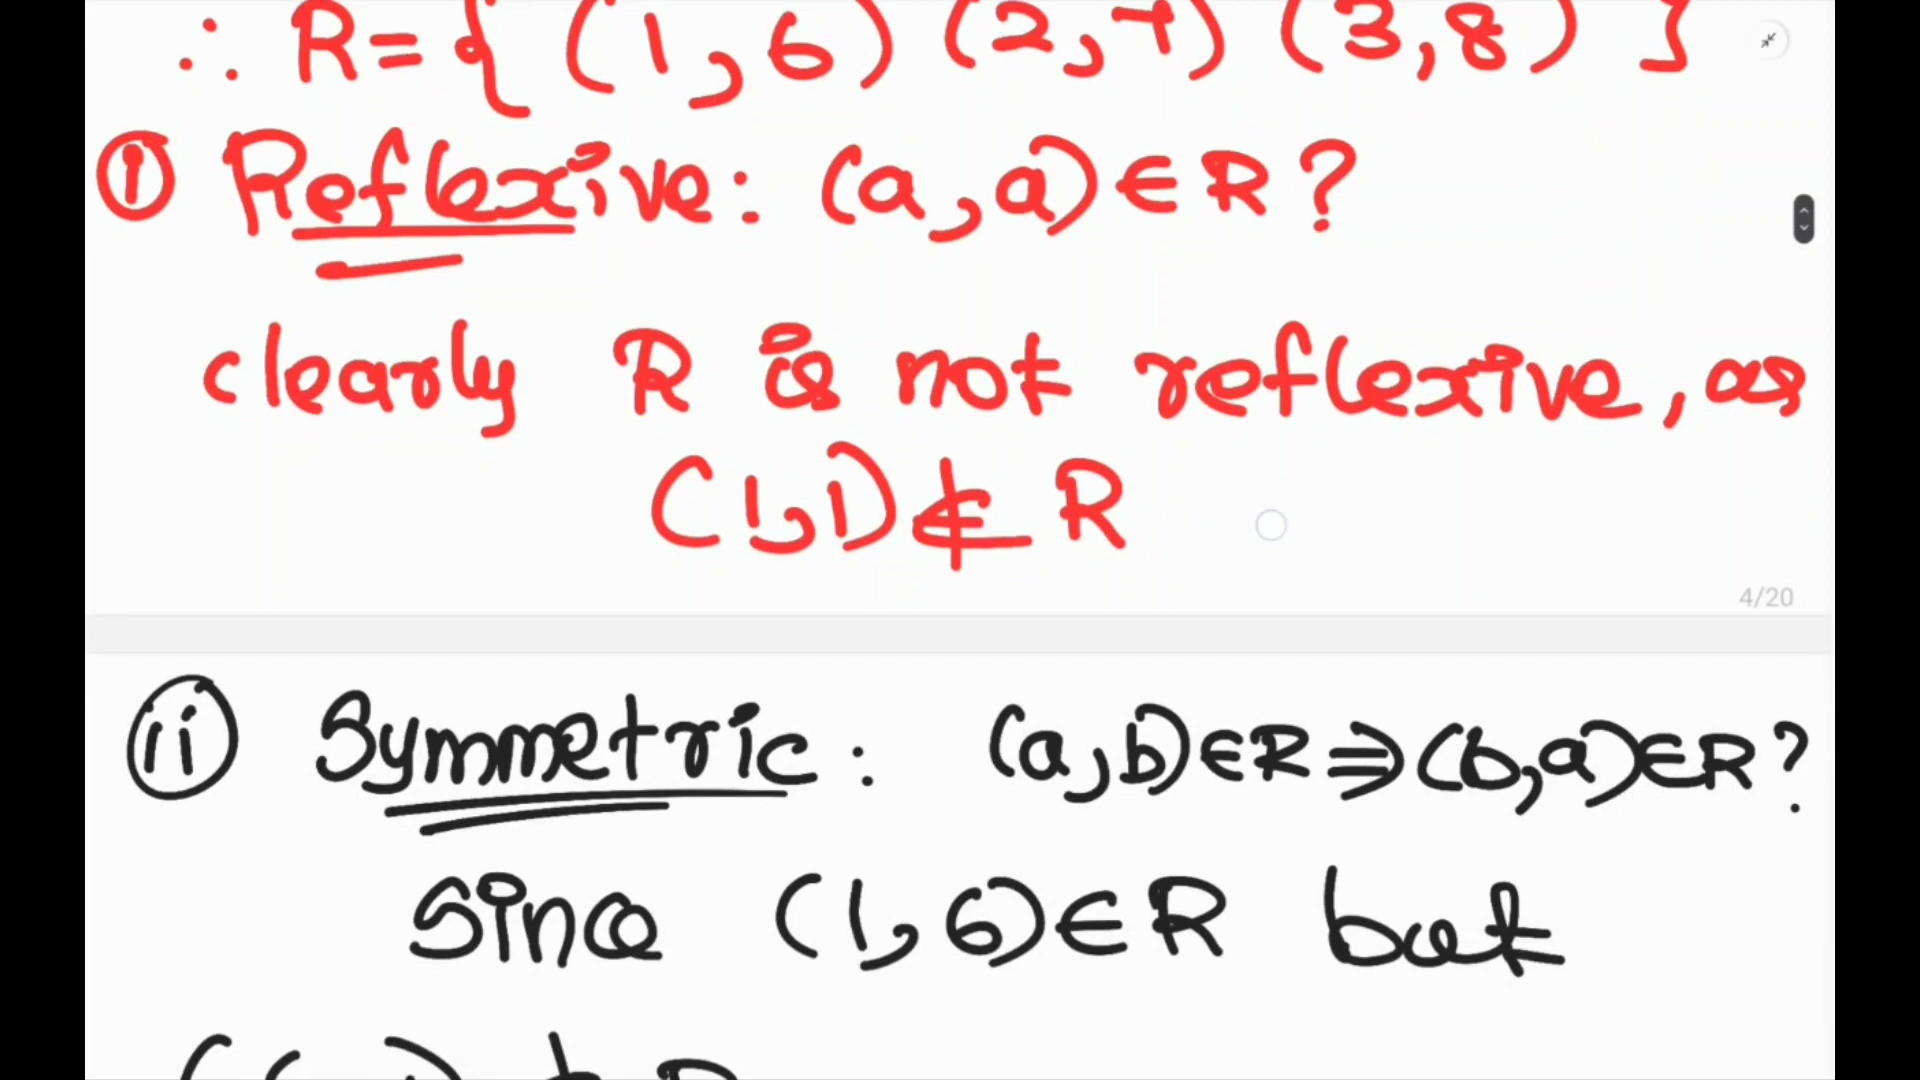 ∴ R = { (1,6) (2,7) (3,8) }
① Reflexive: (a,a) ∈ R ?
clearly R is not reflexive, as
(1,1) ∉ R
4/20
ⓘⓘ Symmetric : (a,b) ∈ R ⇒ (b,a) ∈ R ?
Since (1,6) ∈ R but